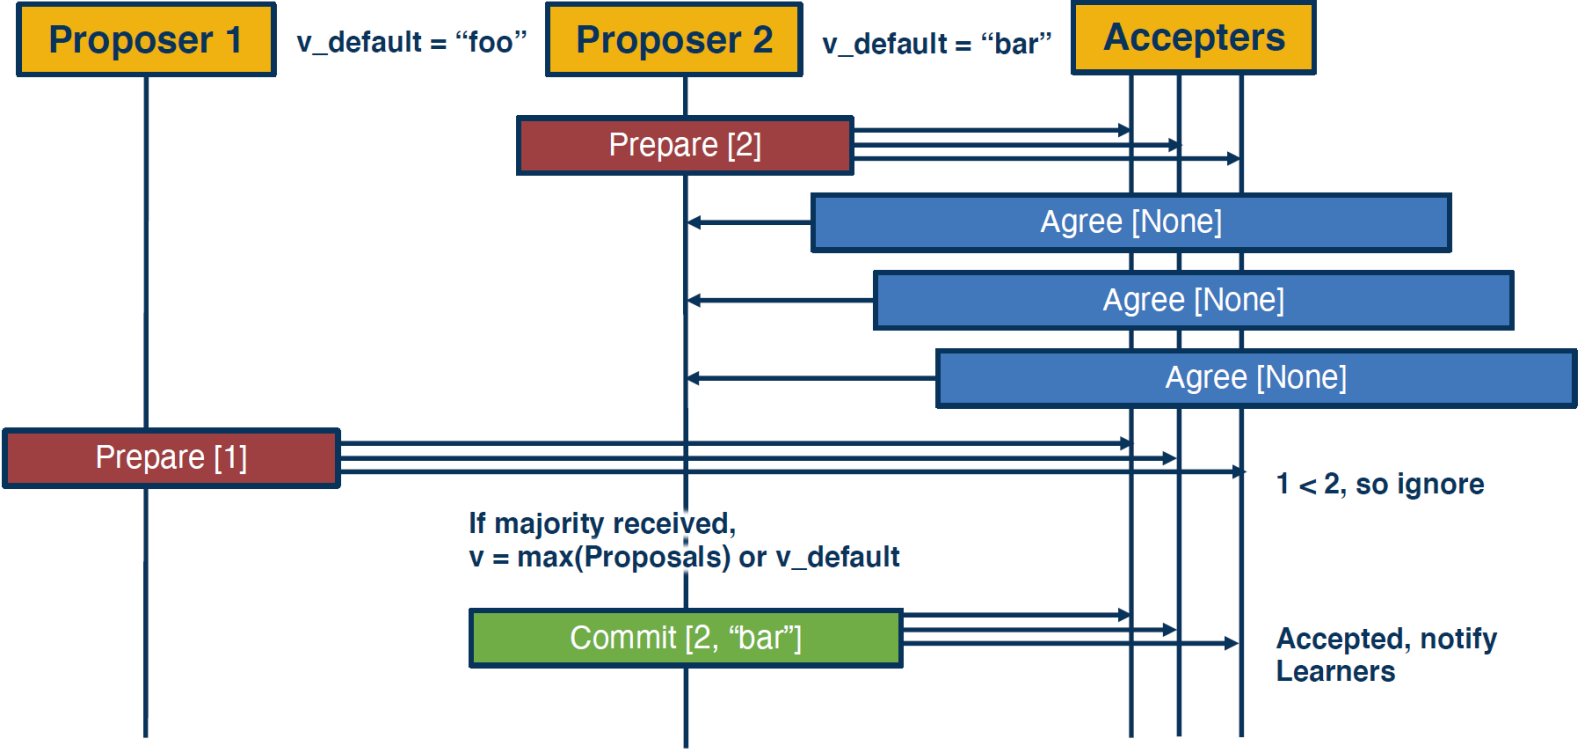 Proposer 1
v_default = “foo”
Proposer 2
v_default = “bar”
Accepters
Prepare [2]
Agree [None]
Agree [None]
Agree [None]
Prepare [1]
1 < 2, so ignore
If majority received,
v = max(Proposals) or v_default
Commit [2, “bar”]
Accepted, notify
Learners